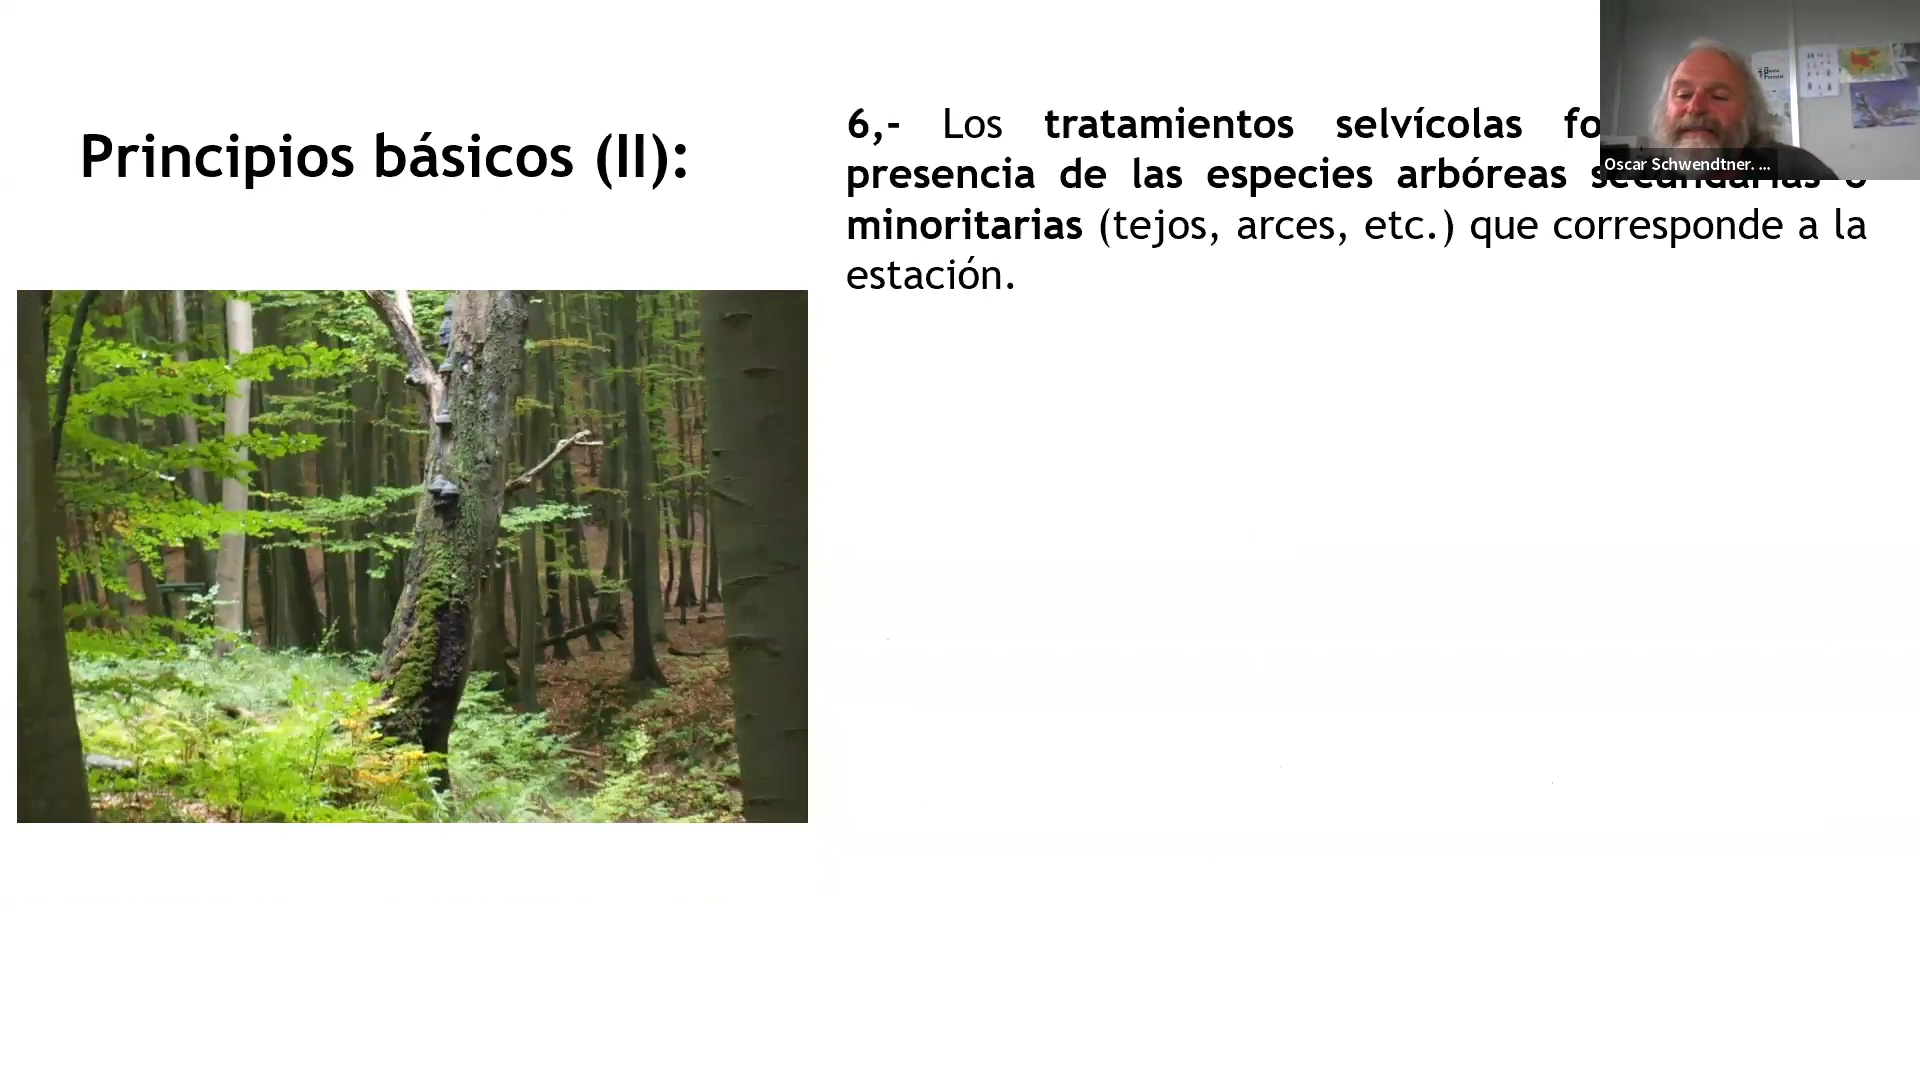 Principios básicos (II):
6,- Los tratamientos selvícolas
presencia de las especies arbóreas
minoritarias (tejos, arces, etc.) que corresponde a la
estación.
Oscar Schwendtner. ...